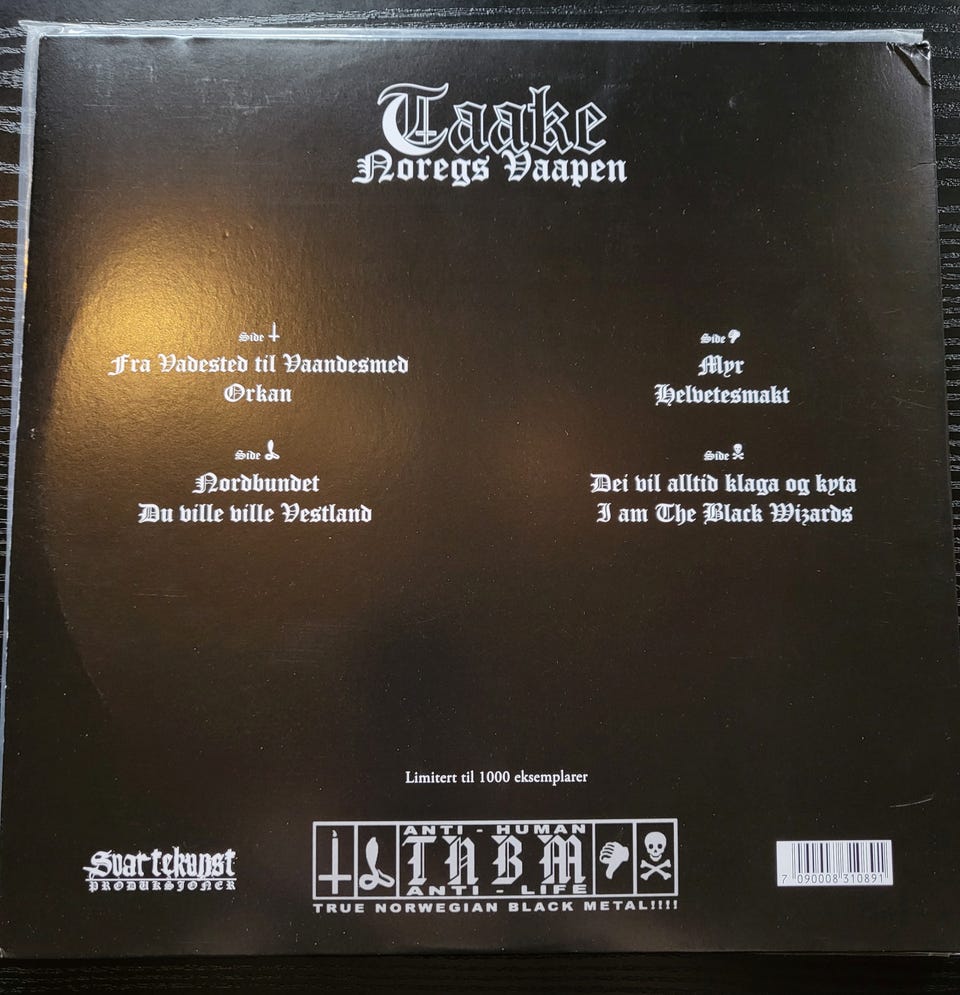 Taake
Noregs Vaapen
Side
Fra Vadested til Vaandesmed
Orkan
Side
Nordbundet
Du ville ville Vestland
Side
Myr
Helvetesmakt
Side
Dei vil alltid klaga og kyta
I am The Black Wizards
Limitert til 1000 eksemplarer
Svartekunst
PRODUKSJONER
ANTI - HUMAN
TNBM
ANTI - LIFE
TRUE NORWEGIAN BLACK METAL!!!!
7 090008 310891